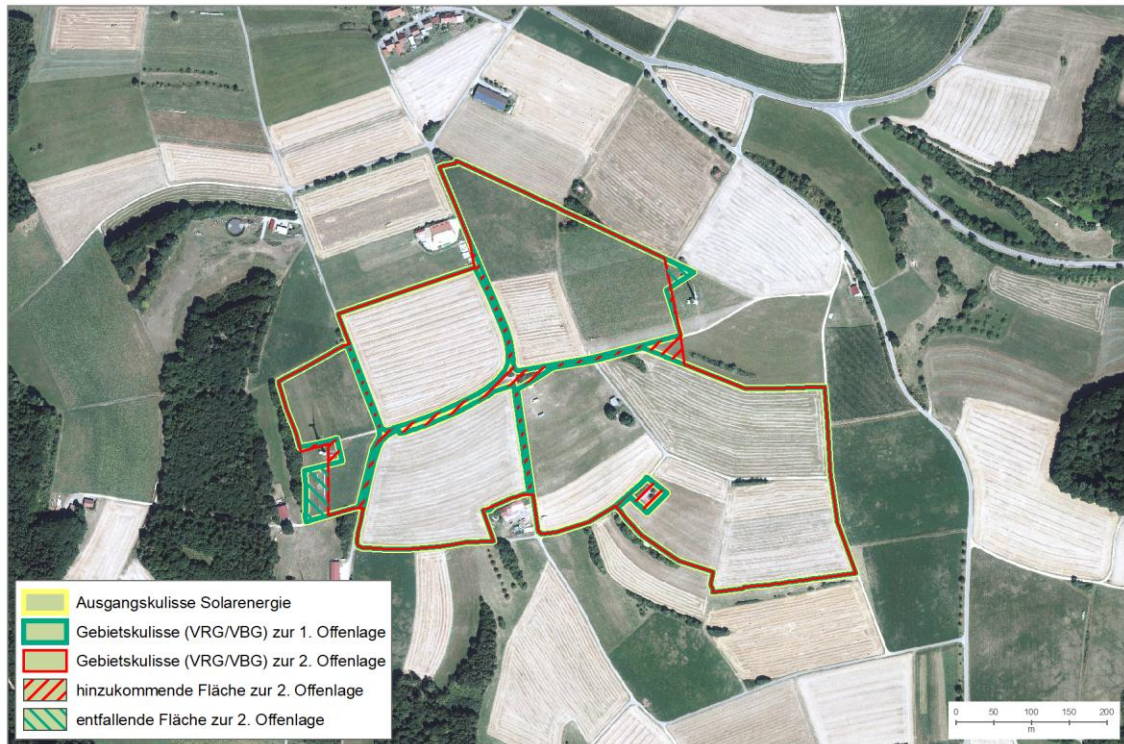 Ausgangskulisse Solarenergie
Gebietskulisse (VRG/VBG) zur 1. Offenlage
Gebietskulisse (VRG/VBG) zur 2. Offenlage
hinzukommende Fläche zur 2. Offenlage
entfallende Fläche zur 2. Offenlage
0 50 100 150 200
m